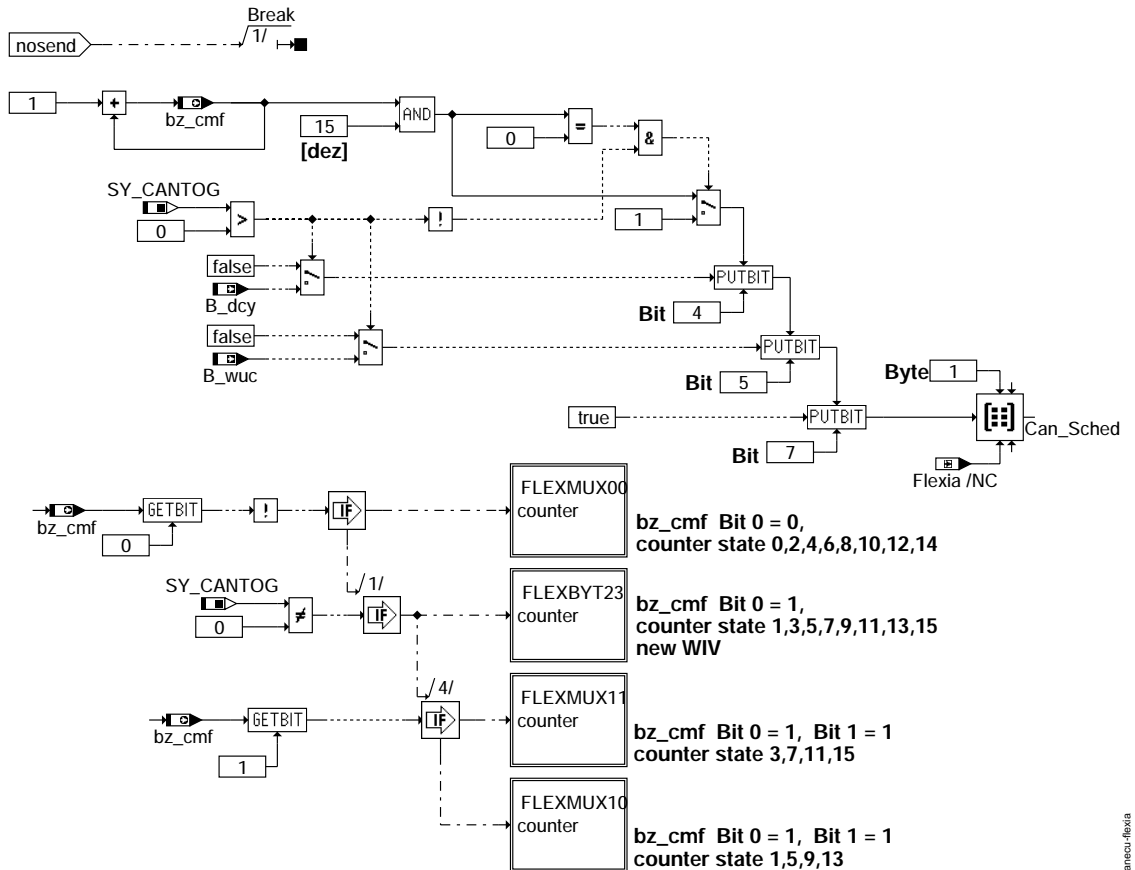 Break
nosend
1/
1
+
bz_cmf
AND
15
[dez]
0
=
&
SY_CANTOG
0
>
!
1
false
B_dcy
PUTBIT
Bit 4
false
B_wuc
PUTBIT
Bit 5
Byte 1
true
PUTBIT
Can_Sched
Bit 7
Flexia /NC
bz_cmf
GETBIT
0
!
IF
FLEXMUX00
counter
bz_cmf Bit 0 = 0,
counter state 0,2,4,6,8,10,12,14
/1/
SY_CANTOG
0
≠
IF
FLEXBYT23
counter
bz_cmf Bit 0 = 1,
counter state 1,3,5,7,9,11,13,15
new WIV
/4/
bz_cmf
GETBIT
1
IF
FLEXMUX11
counter
bz_cmf Bit 0 = 1, Bit 1 = 1
counter state 3,7,11,15
FLEXMUX10
counter
bz_cmf Bit 0 = 1, Bit 1 = 1
counter state 1,5,9,13
anecu-flexia